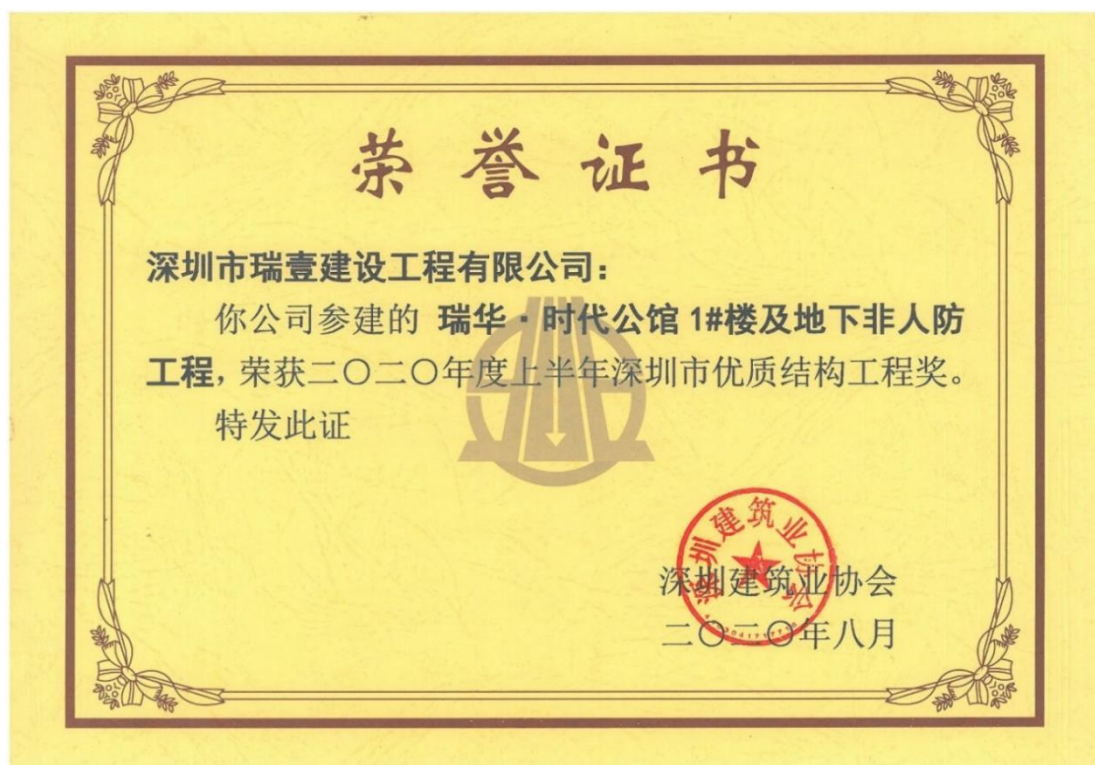 荣誉证书
深圳市瑞壹建设工程有限公司：
你公司参建的 瑞华·时代公馆 1#楼及地下非人防
工程，荣获二〇二〇年度上半年深圳市优质结构工程奖。
特发此证
深圳建筑业协会
深圳建筑业协会
二〇二〇年八月